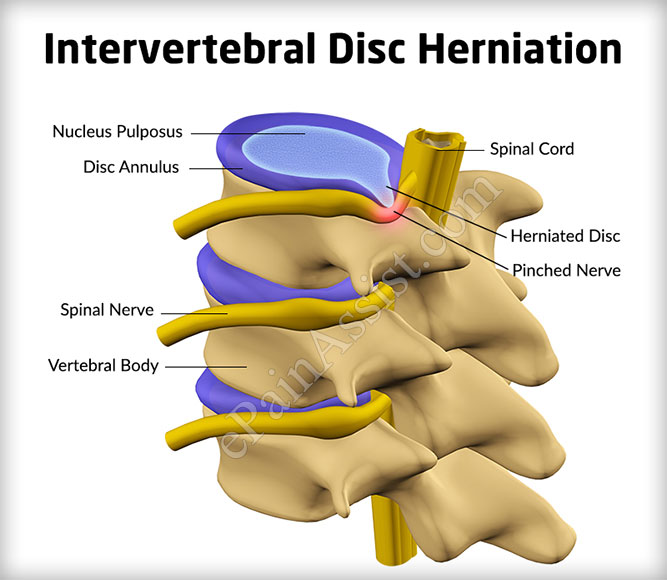 Intervertebral Disc Herniation
Nucleus Pulposus
Disc Annulus
Spinal Cord
Herniated Disc
Pinched Nerve
Spinal Nerve
Vertebral Body
ePainAssist.com